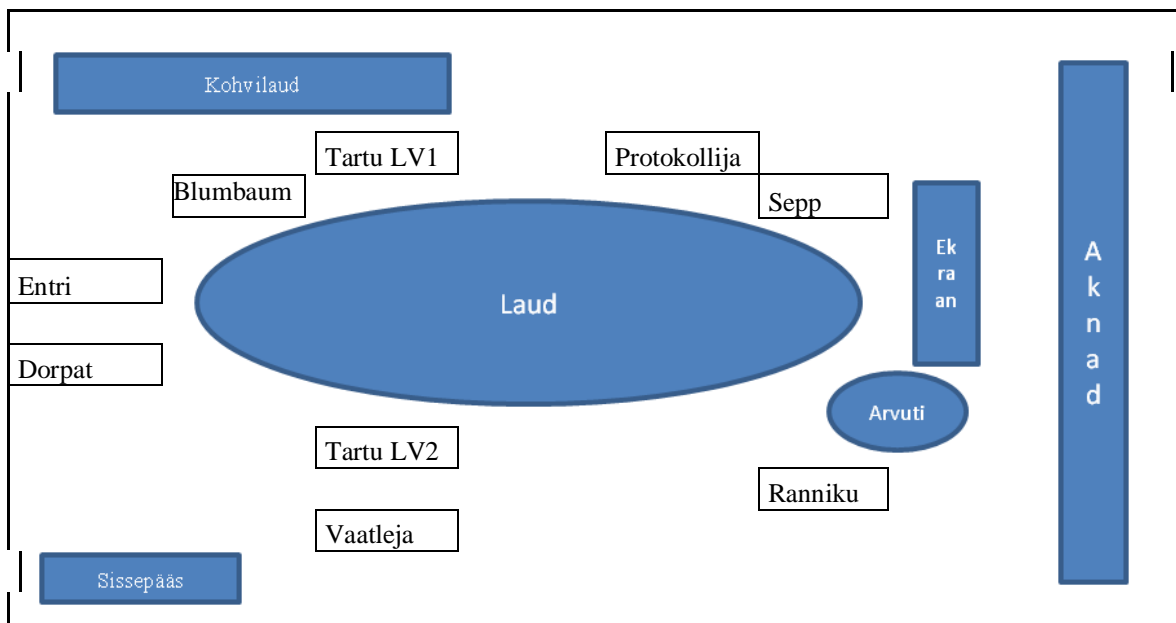 Kohvilaud
Tartu LV1
Protokollija
Blumbaum
Sepp
Ek
ra
an
A
k
n
a
d
Entri
Laud
Dorpat
Arvuti
Tartu LV2
Ranniku
Vaatleja
Sissepääs